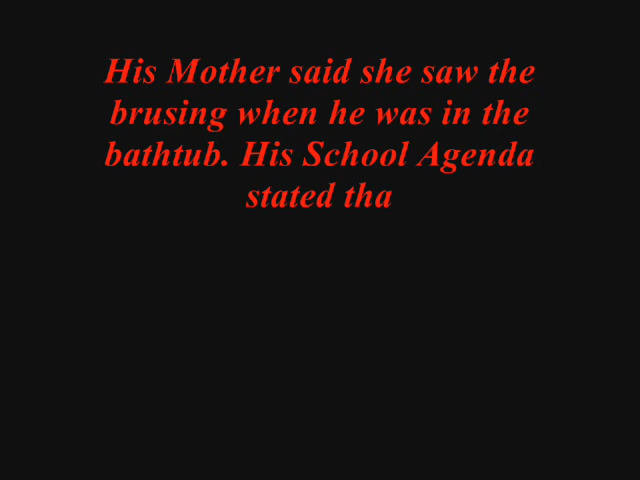 His Mother said she saw the
brusing when he was in the
bathtub. His School Agenda
stated tha